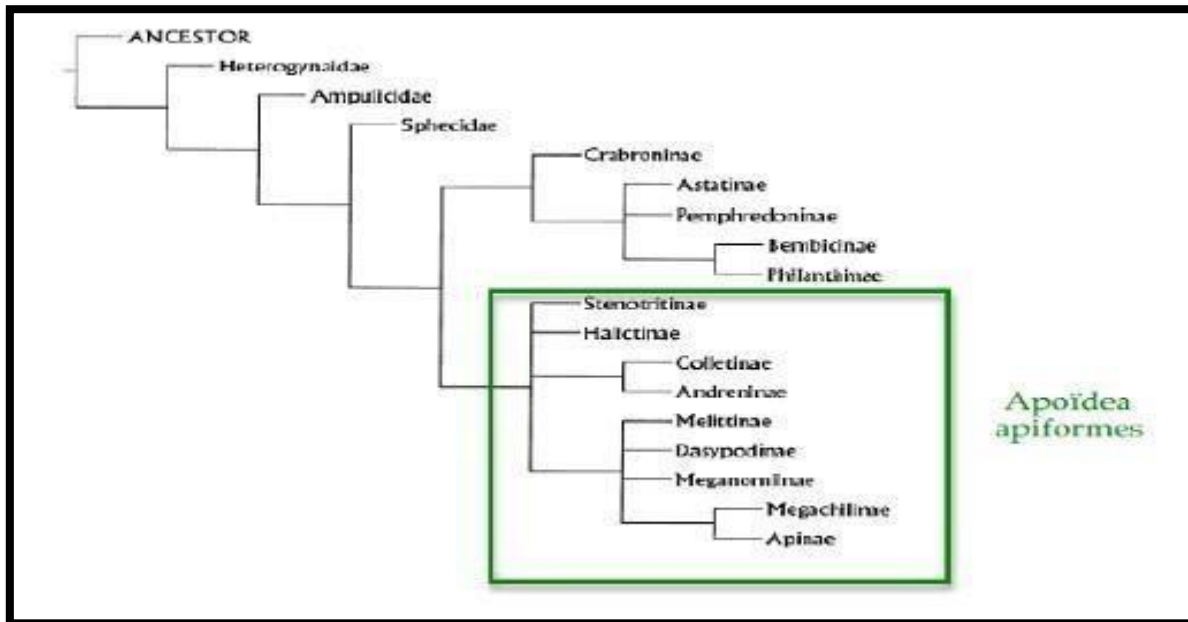 ANCESTOR
Heterogynaidae
Ampulicidae
Sphecidae
Crabroninae
Astatinae
Pemphredoninae
Bembicinae
Philanthinae
Stenotritinae
Halictinae
Colletinae
Andreninae
Melittinae
Dasypodinae
Meganomiinae
Megachilinae
Apinae
Apoïdea
apiformes